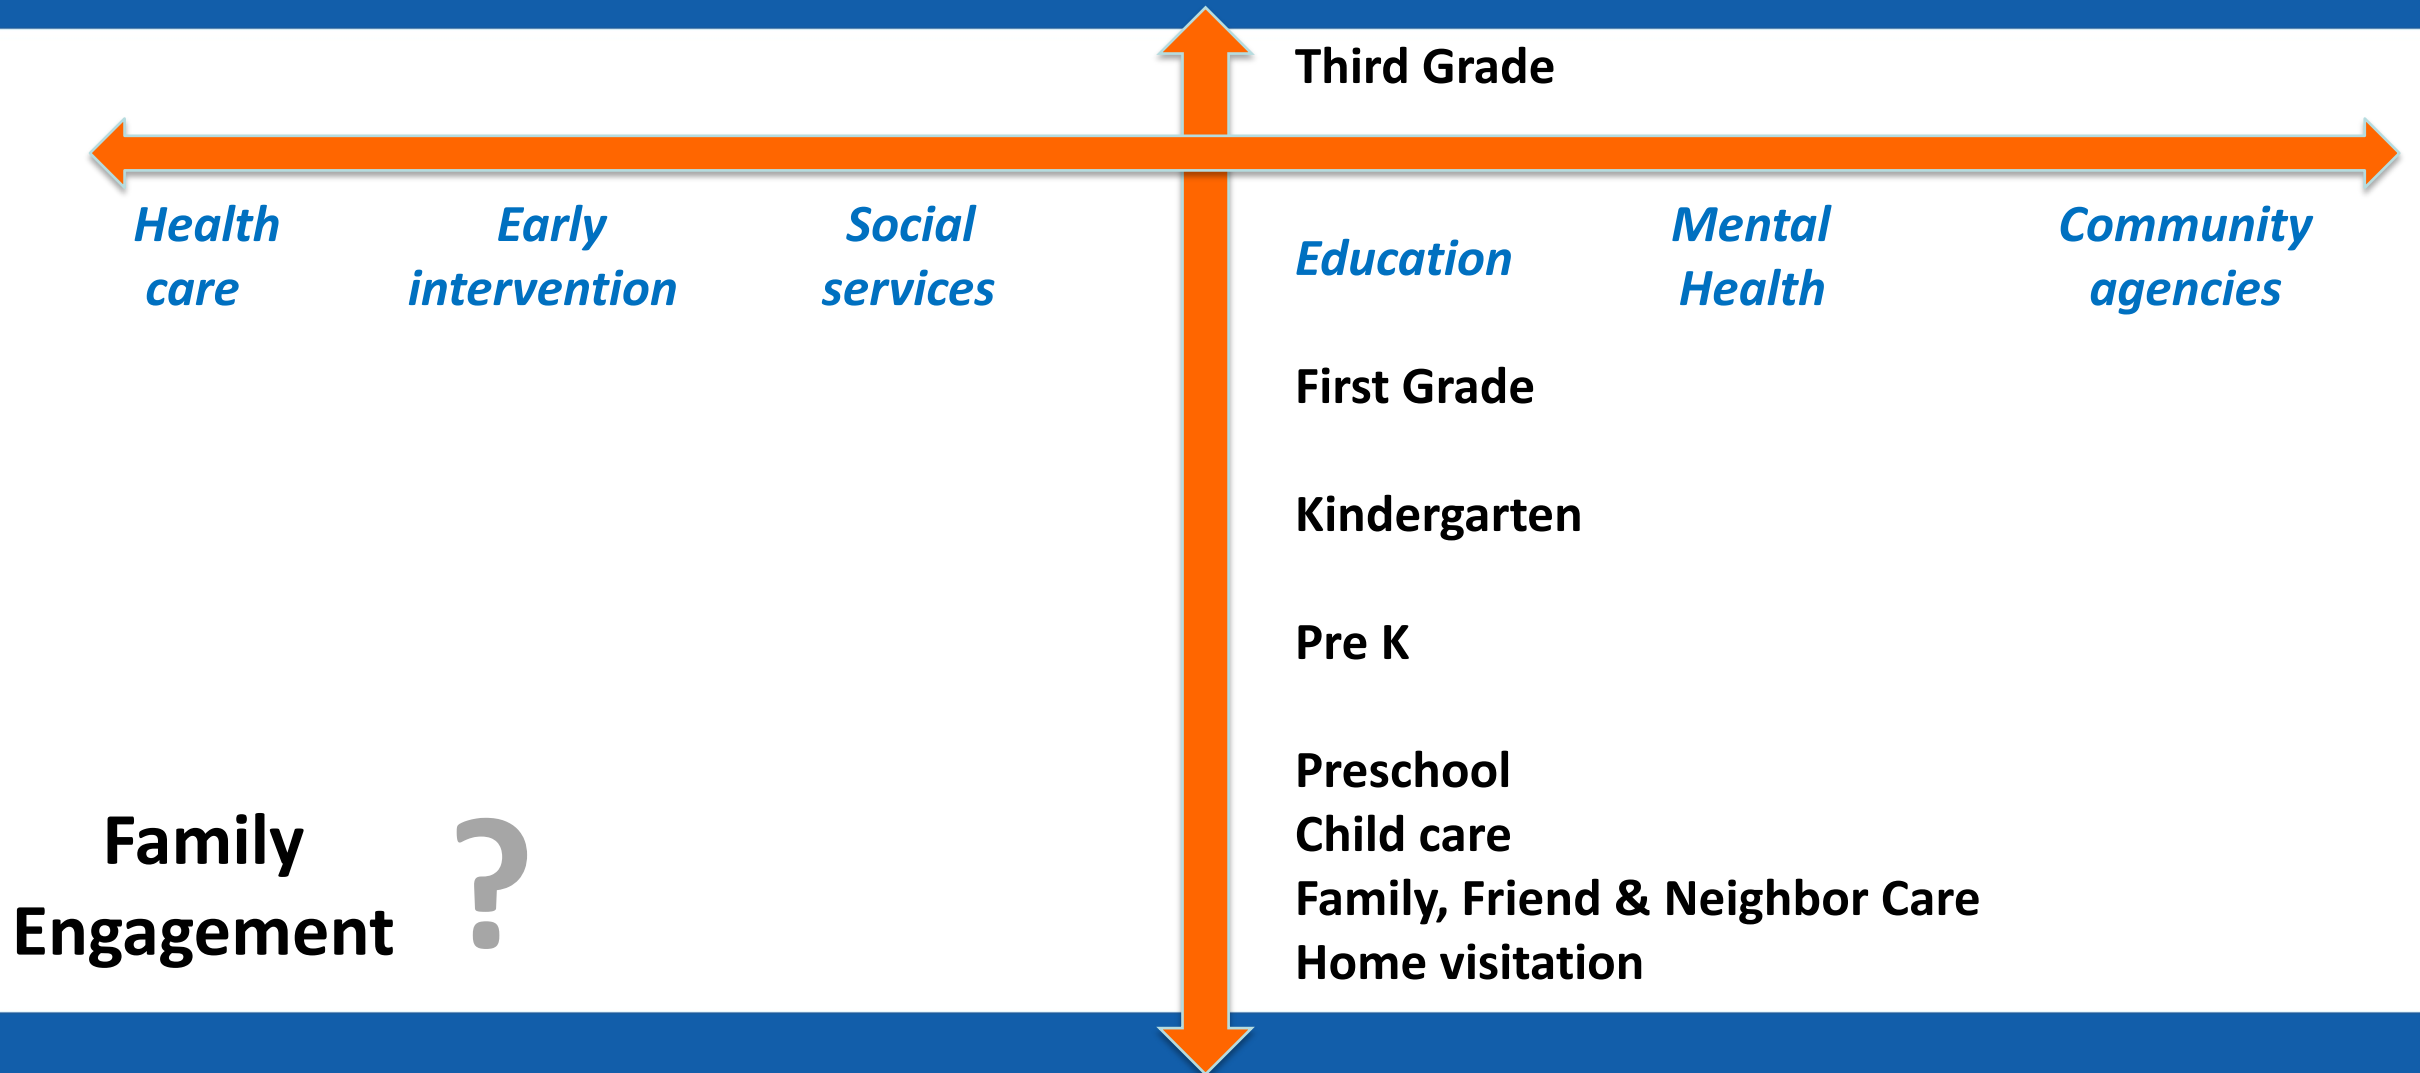 Third Grade
Health
care
Early
intervention
Social
services
Education
Mental
Health
Community
agencies
First Grade
Kindergarten
Pre K
Preschool
Child care
Family, Friend & Neighbor Care
Home visitation
Family
Engagement
?